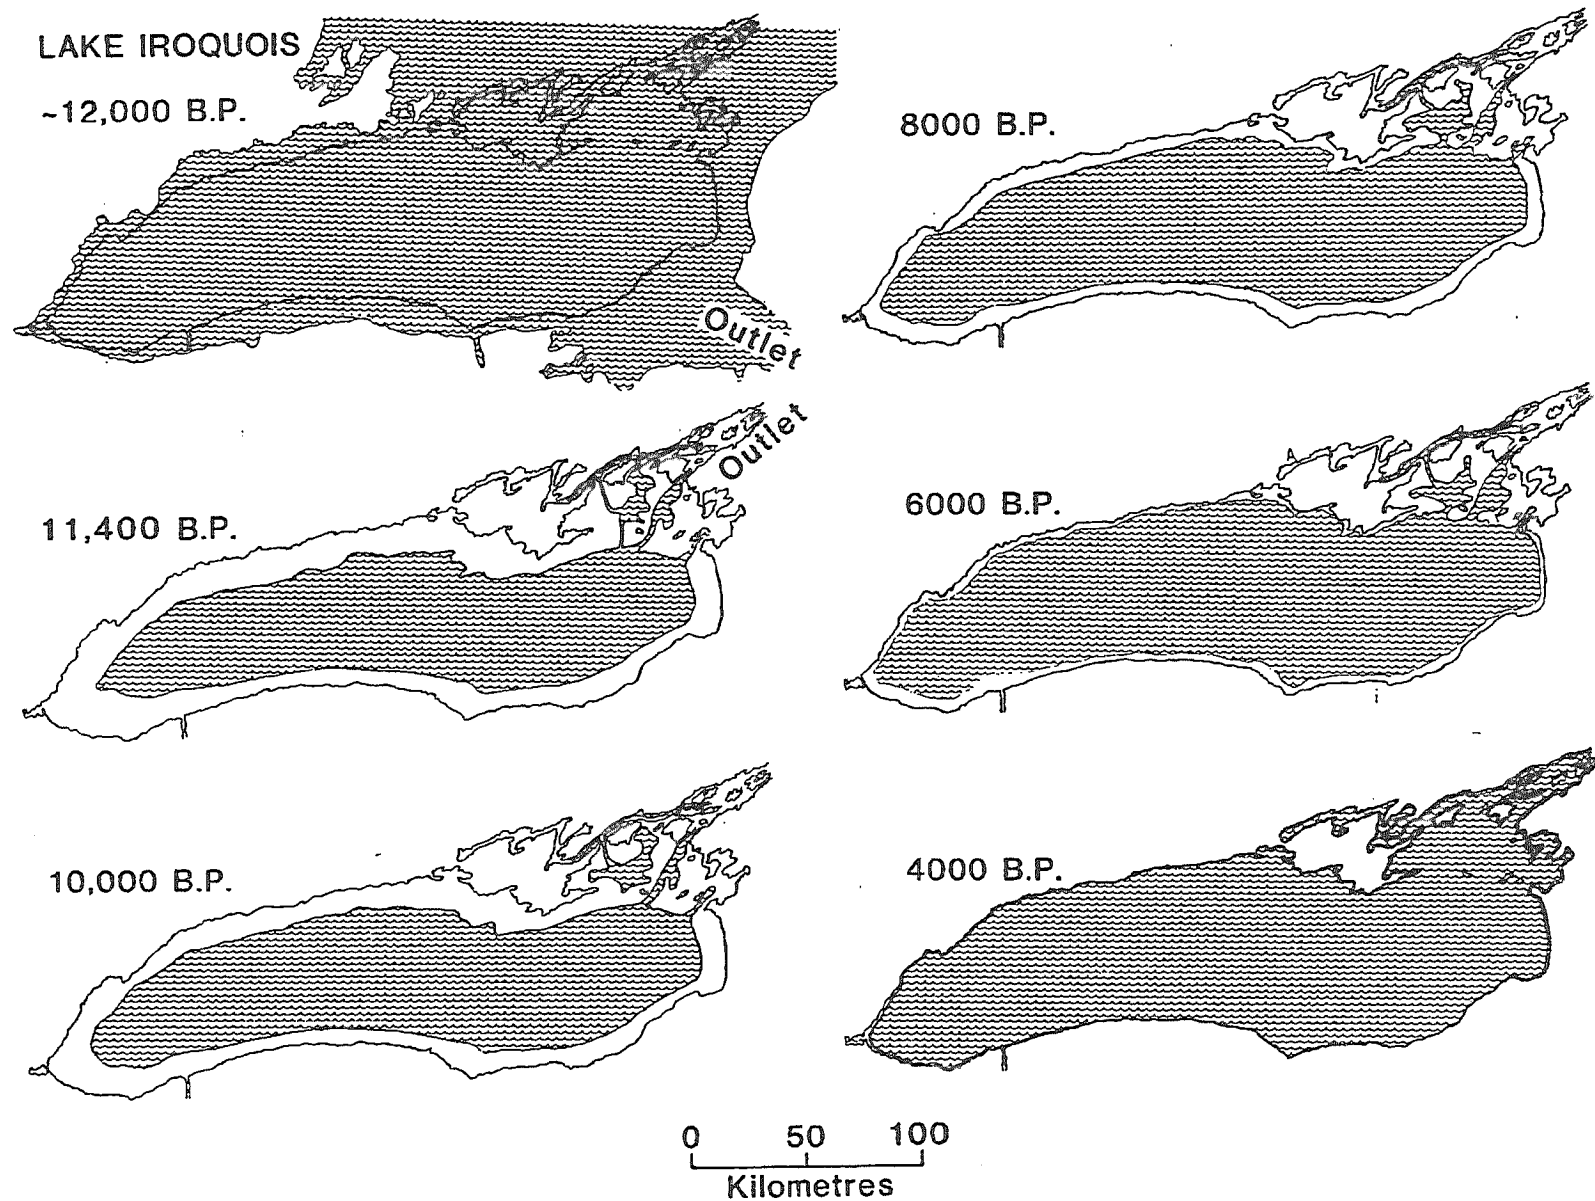 LAKE IROQUOIS
~12,000 B.P.
Outlet
11,400 B.P.
Outlet
10,000 B.P.
8000 B.P.
6000 B.P.
4000 B.P.
0 50 100
Kilometres